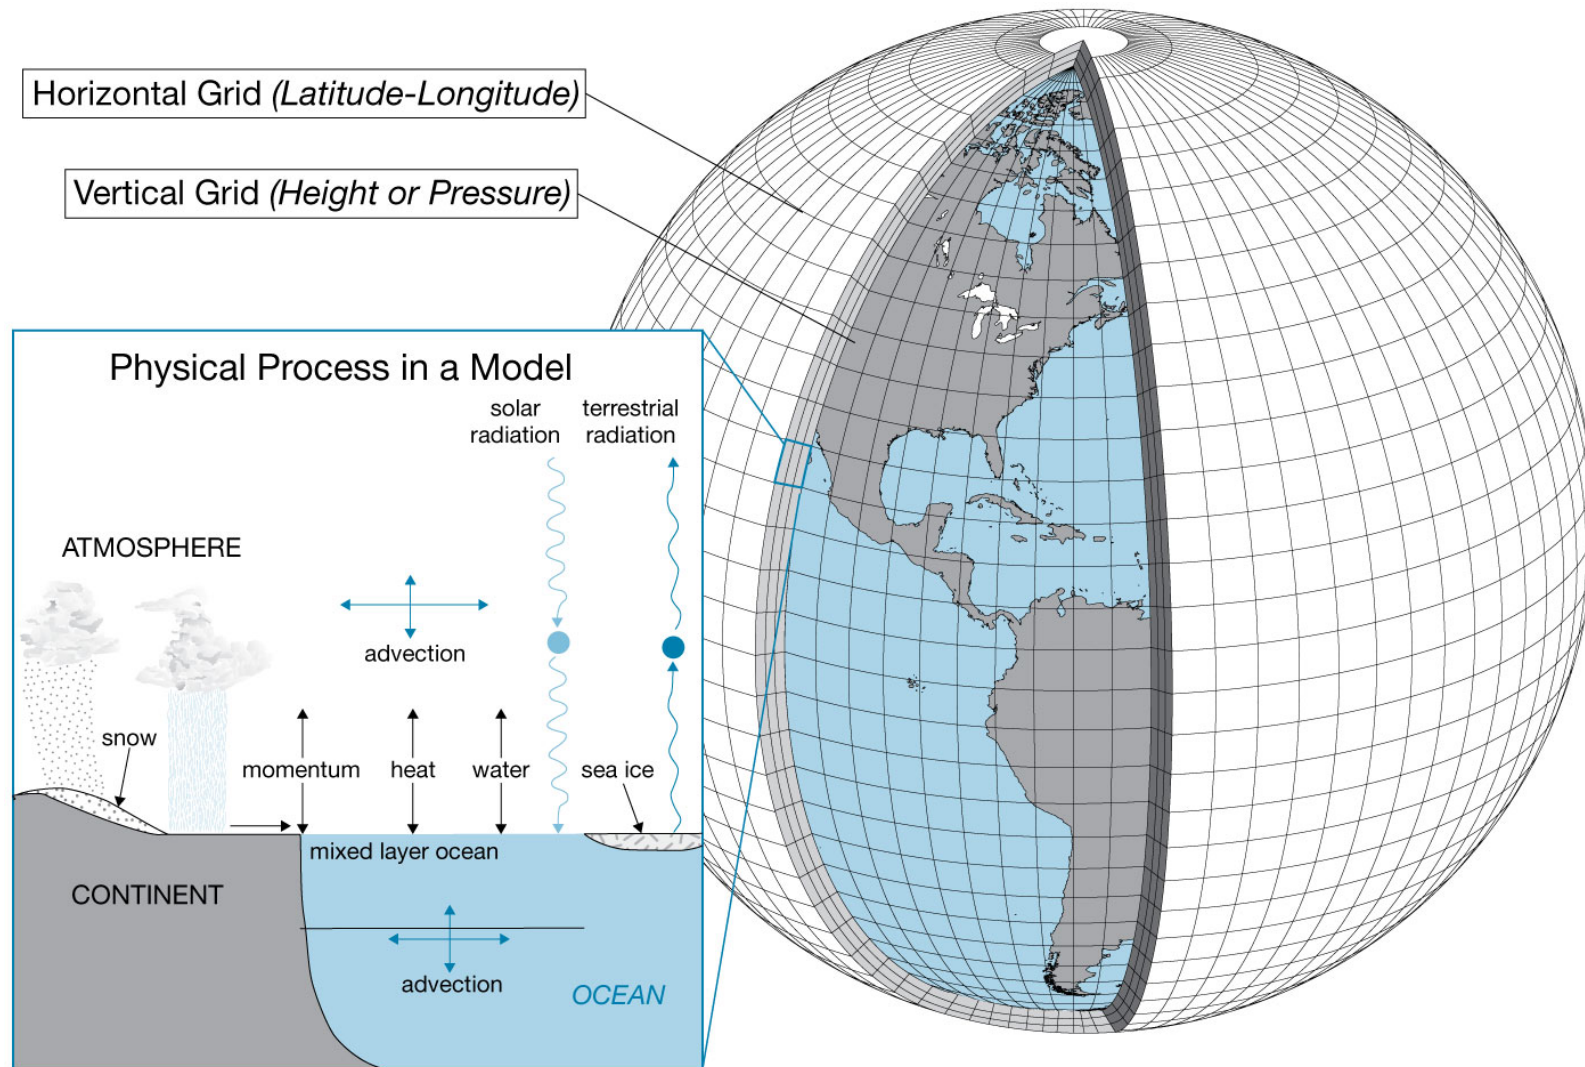 Horizontal Grid (Latitude-Longitude)
Vertical Grid (Height or Pressure)
Physical Process in a Model
solar
radiation
terrestrial
radiation
ATMOSPHERE
advection
snow
momentum
heat
water
sea ice
mixed layer ocean
CONTINENT
advection
OCEAN